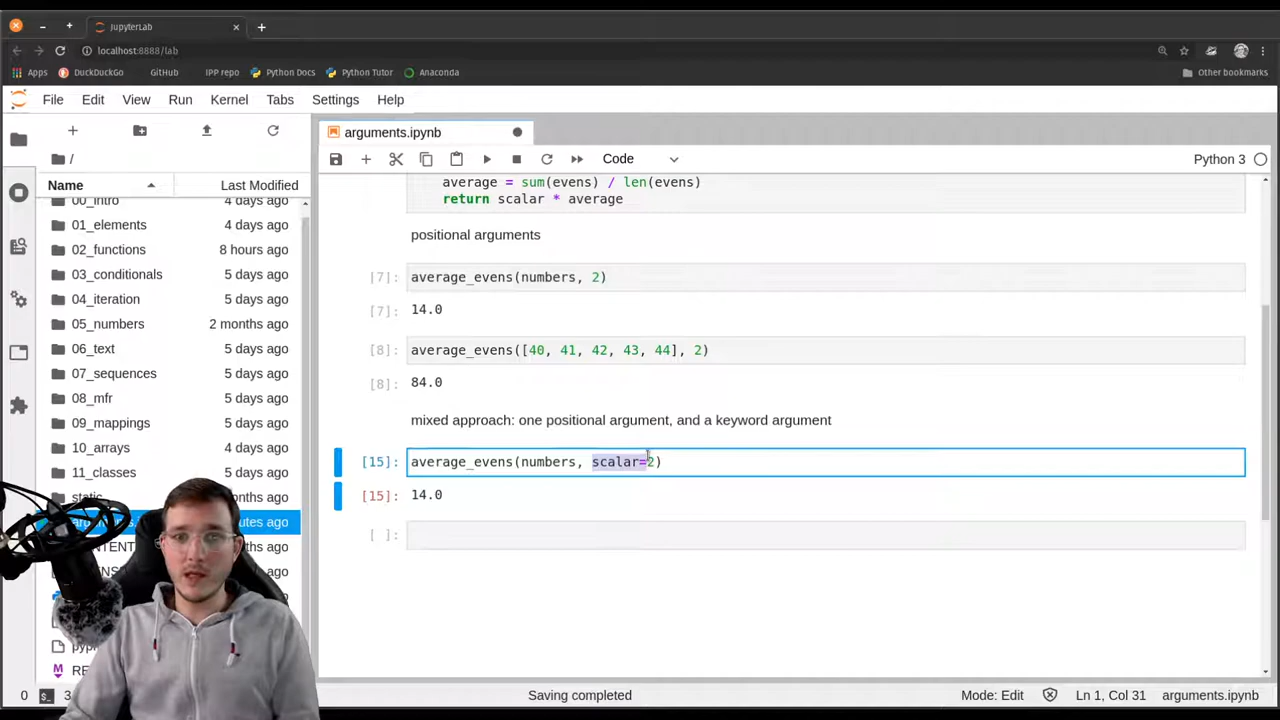 JupyterLab
localhost:8888/lab
Apps DuckDuckGo GitHub IPP repo Python Docs Python Tutor Anaconda Other bookmarks
File Edit View Run Kernel Tabs Settings Help
arguments.ipynb
/
Code Python 3
Name Last Modified
00_intro 4 days ago
01_elements 4 days ago
02_functions 8 hours ago
03_conditionals 5 days ago
04_iteration 5 days ago
05_numbers 2 months ago
06_text 5 days ago
07_sequences 5 days ago
08_mfr 5 days ago
09_mappings 5 days ago
10_arrays 4 days ago
11_classes 5 days ago
static
average = sum(evens) / len(evens)
return scalar * average
positional arguments
[7]: average_evens(numbers, 2)
[7]: 14.0
[8]: average_evens([40, 41, 42, 43, 44], 2)
[8]: 84.0
mixed approach: one positional argument, and a keyword argument
[15]: average_evens(numbers, scalar=2)
[15]: 14.0
[ ]:
0 $_ 3 Saving completed Mode: Edit Ln 1, Col 31 arguments.ipynb